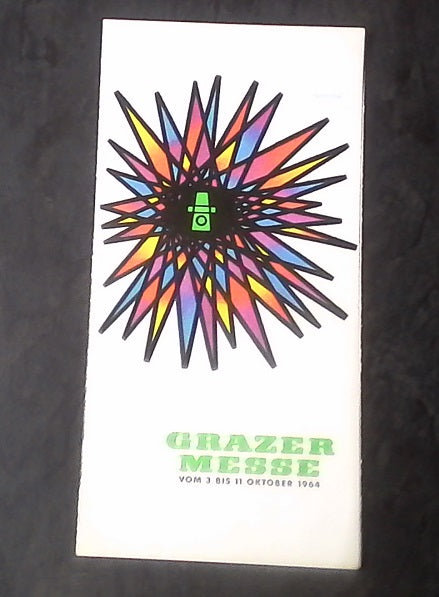 GRAZER
MESSE
VOM 3 BIS 11 OKTOBER 1964